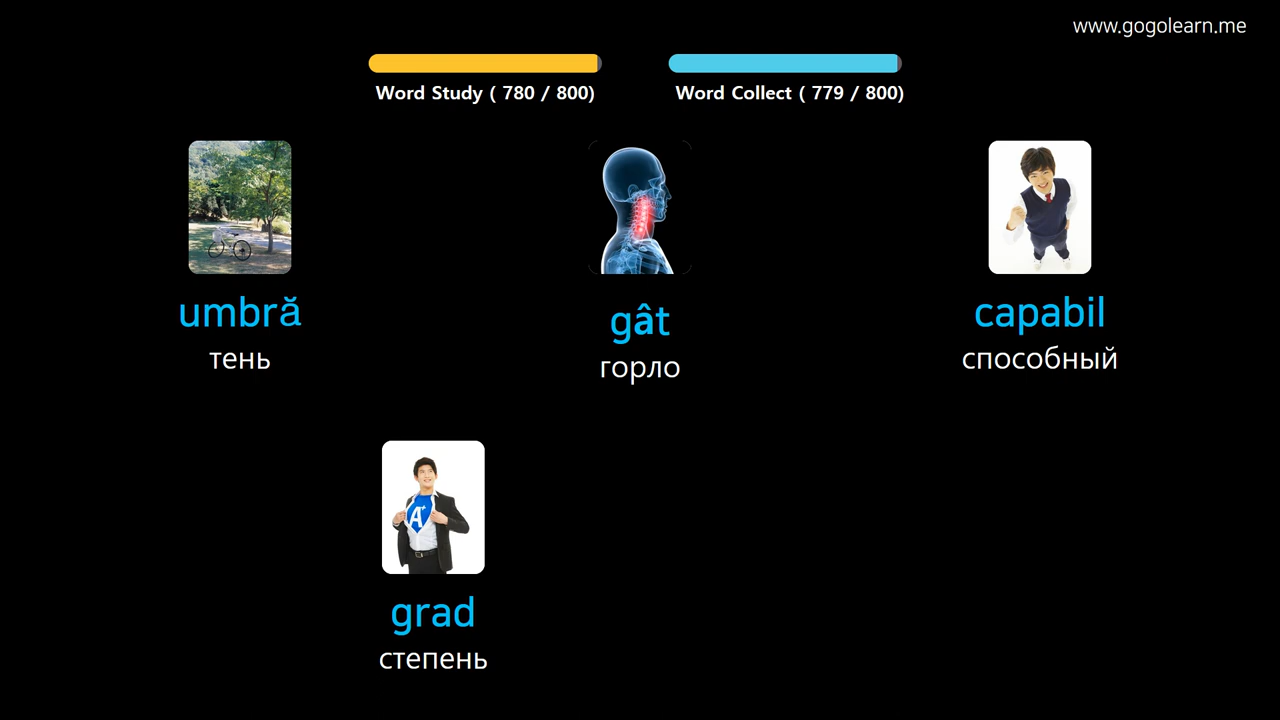 www.gogolearn.me
Word Study ( 780 / 800)
Word Collect ( 779 / 800)
umbră
тень
gât
горло
capabil
способный
A+
grad
степень